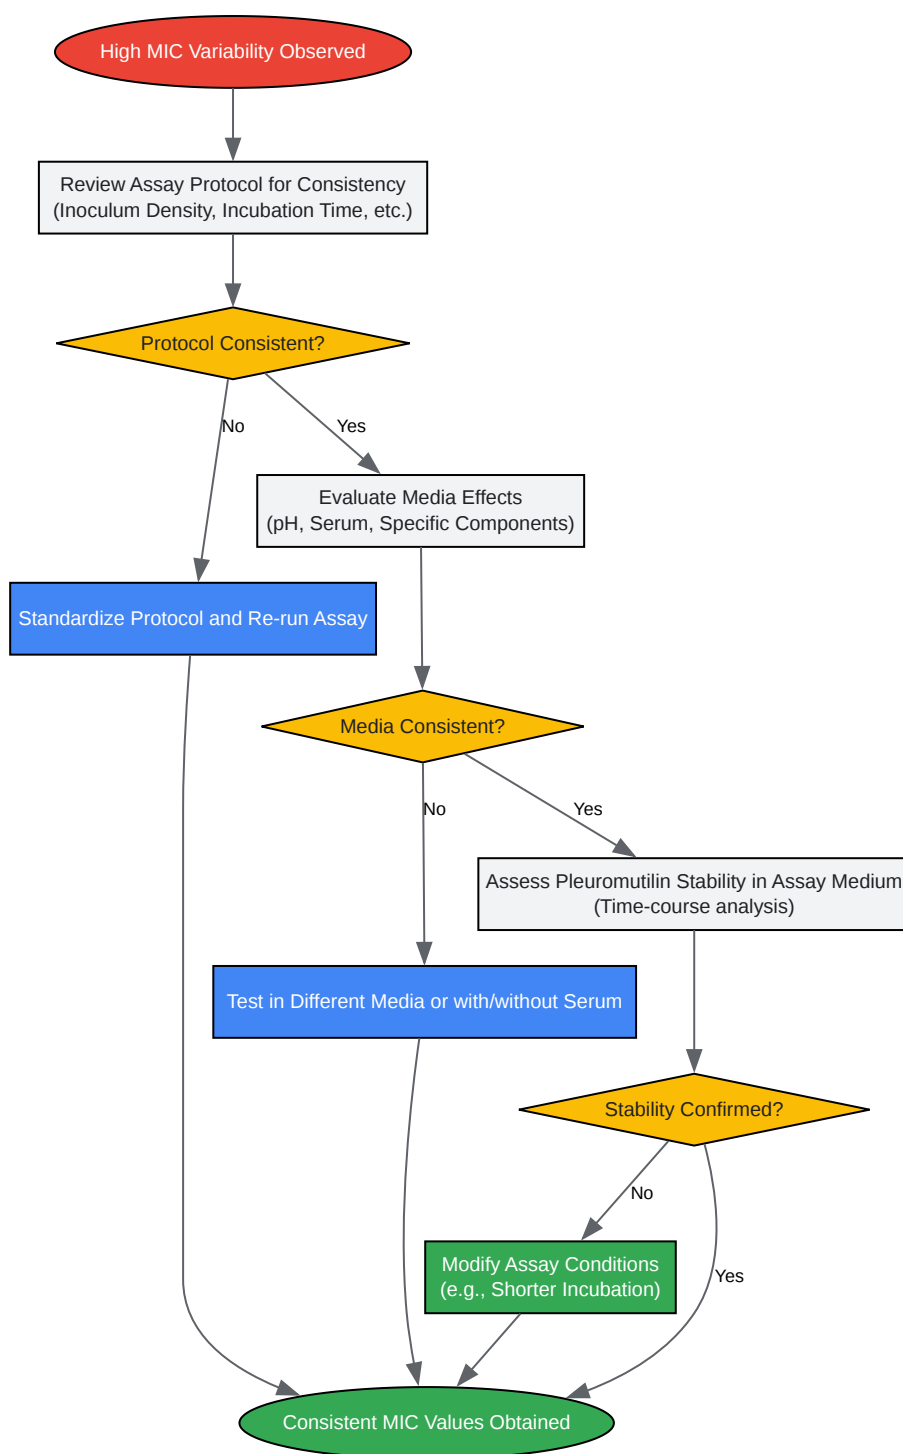 High MIC Variability Observed
Review Assay Protocol for Consistency
(Inoculum Density, Incubation Time, etc.)
Protocol Consistent?
No
Yes
Evaluate Media Effects
(pH, Serum, Specific Components)
Standardize Protocol and Re-run Assay
Media Consistent?
No
Yes
Assess Pleuromutilin Stability in Assay Medium
(Time-course analysis)
Test in Different Media or with/without Serum
Stability Confirmed?
No
Modify Assay Conditions
(e.g., Shorter Incubation)
Yes
Consistent MIC Values Obtained